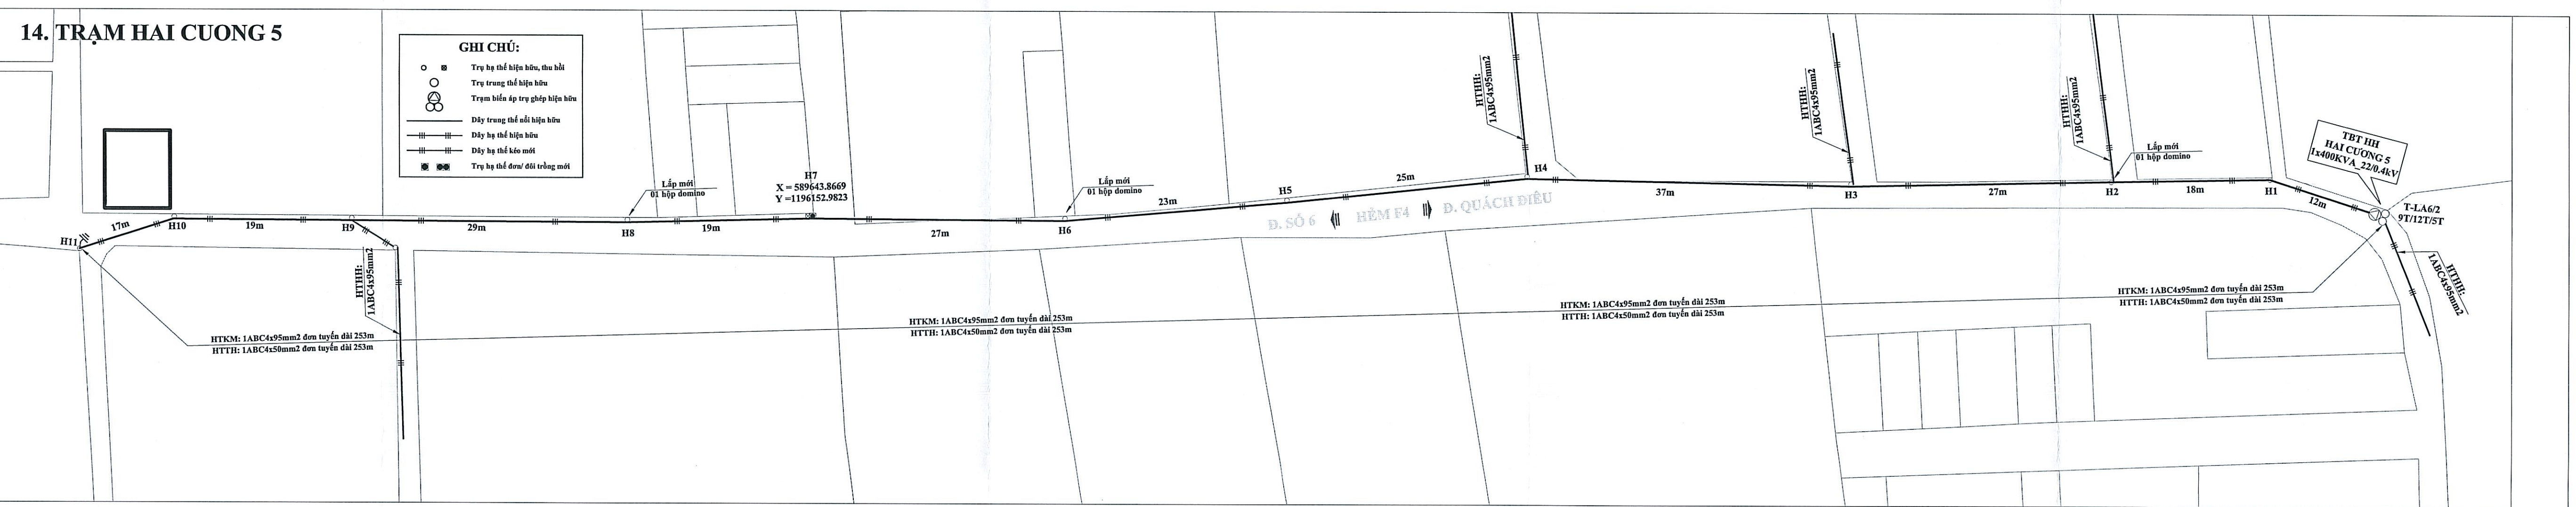 14. TRẠM HAI CUONG 5
GHI CHÚ:
Trụ hạ thế hiện hữu, thu hồi
Trụ trung thế hiện hữu
Trạm biến áp trụ ghép hiện hữu
Dây trung thế nổi hiện hữu
Dây hạ thế hiện hữu
Dây hạ thế kéo mới
Trụ hạ thế đơn/ đôi trồng mới
HTHH:
1ABC4x95mm2
HTHH:
1ABC4x95mm2
HTHH:
1ABC4x95mm2
TBT HH
HAI CƯƠNG 5
1x400KVA_22/0.4kV
Lắp mới
01 hộp domino
H7
X = 589643.8669
Y =1196152.9823
Lắp mới
01 hộp domino
Lắp mới
01 hộp domino
H11
17m
H10
19m
H9
29m
H8
19m
27m
H6
23m
H5
25m
H4
37m
H3
27m
H2
18m
H1
12m
T-LA6/2
9T/12T/5T
Đ. SỐ 6
HẺM F4
Đ. QUÁCH ĐIÊU
HTHH:
1ABC4x95mm2
HTHH:
1ABC4x95mm2
HTKM: 1ABC4x95mm2 đơn tuyến dài 253m
HTTH: 1ABC4x50mm2 đơn tuyến dài 253m
HTKM: 1ABC4x95mm2 đơn tuyến dài 253m
HTTH: 1ABC4x50mm2 đơn tuyến dài 253m
HTKM: 1ABC4x95mm2 đơn tuyến dài 253m
HTTH: 1ABC4x50mm2 đơn tuyến dài 253m
HTKM: 1ABC4x95mm2 đơn tuyến dài 253m
HTTH: 1ABC4x50mm2 đơn tuyến dài 253m